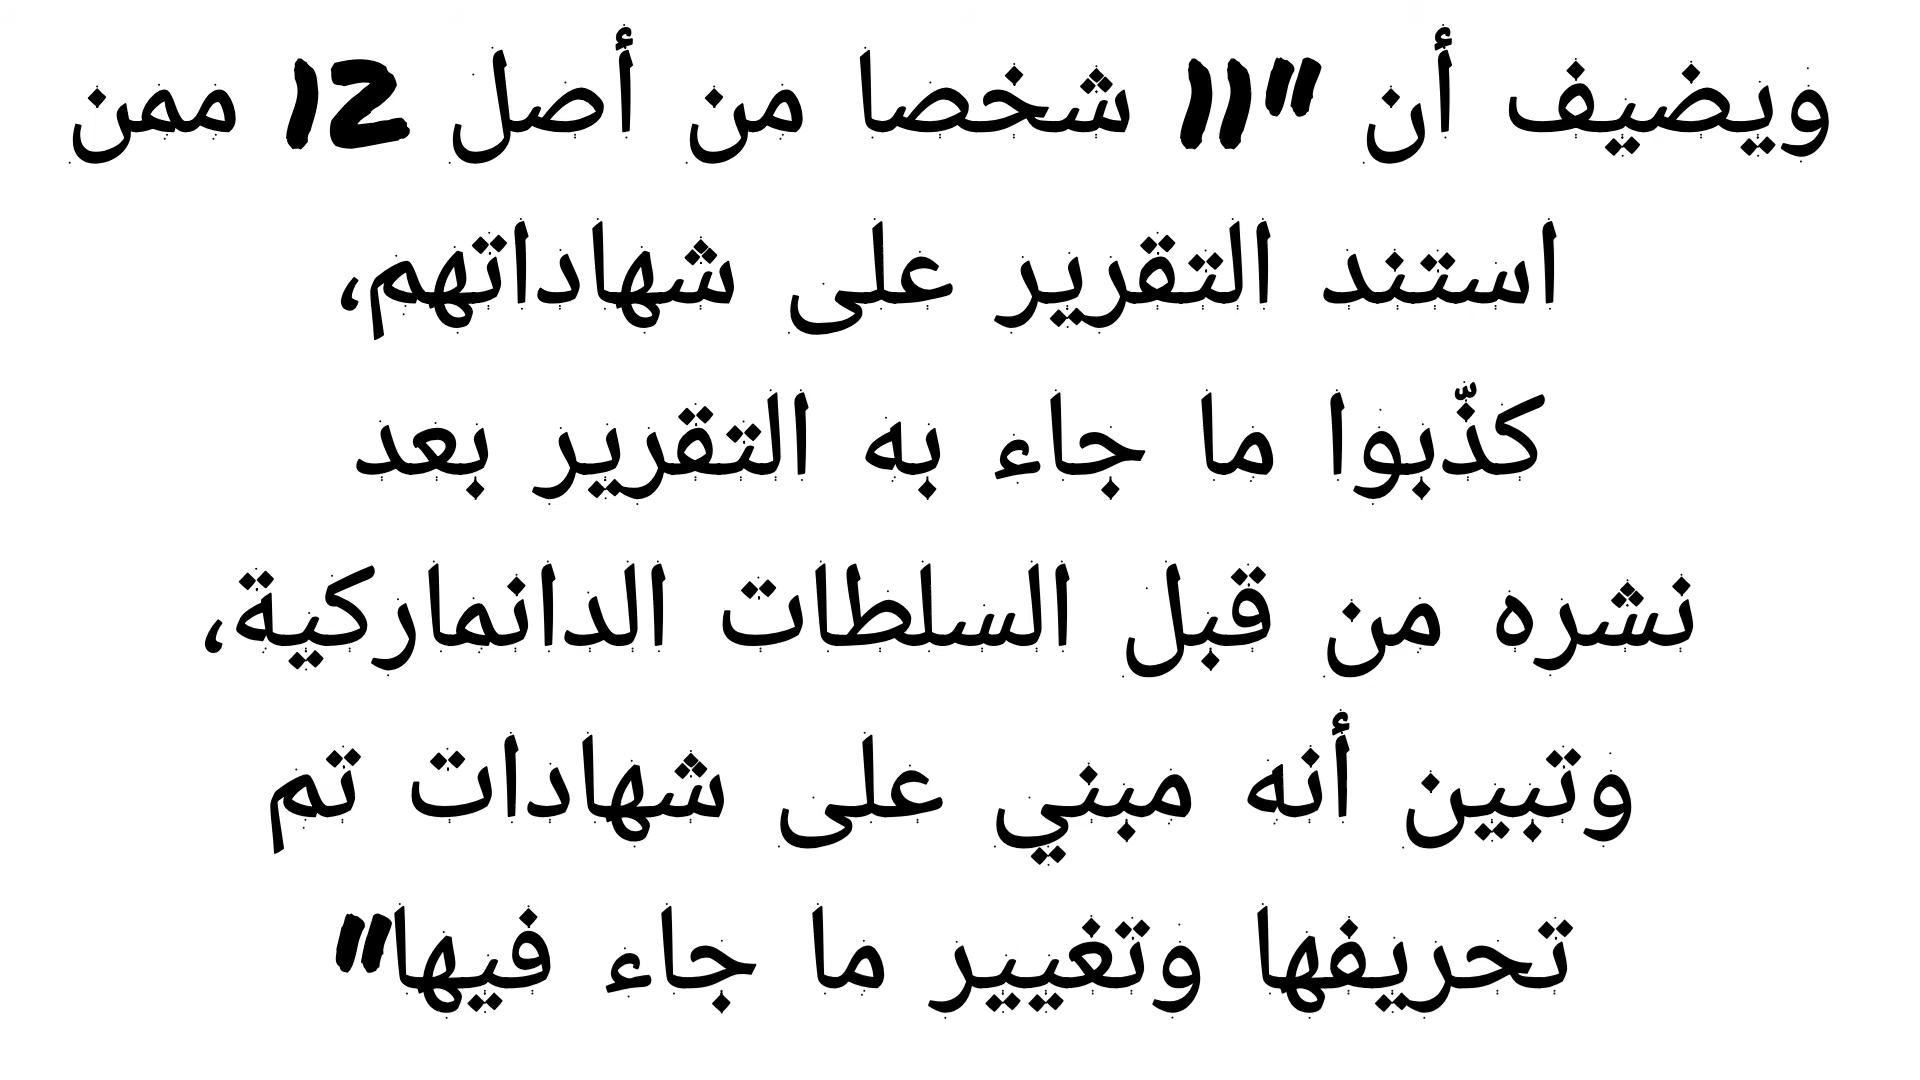 ويضيف أن "11 شخصا من أصل 12 ممن
استند التقرير على شهاداتهم،
كذّبوا ما جاء به التقرير بعد
نشره من قبل السلطات الدانماركية،
وتبين أنه مبني على شهادات تم
تحريفها وتغيير ما جاء فيها"